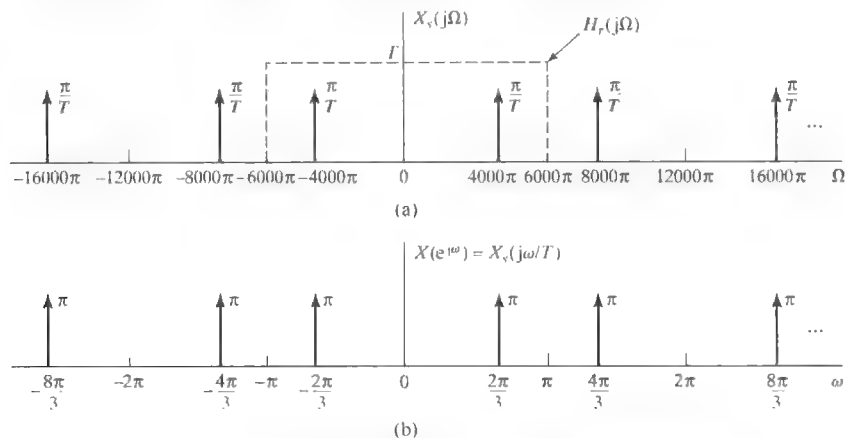 X_s(jΩ)
H_r(jΩ)
T
π/T π/T π/T π/T π/T π/T ...
−16000π −12000π −8000π −6000π −4000π 0 4000π 6000π 8000π 12000π 16000π Ω
(a)
X(e^jω) = X_s(jω/T)
π π π π π π ...
−8π/3 −2π −4π/3 −π −2π/3 0 2π/3 π 4π/3 2π 8π/3 ω
(b)